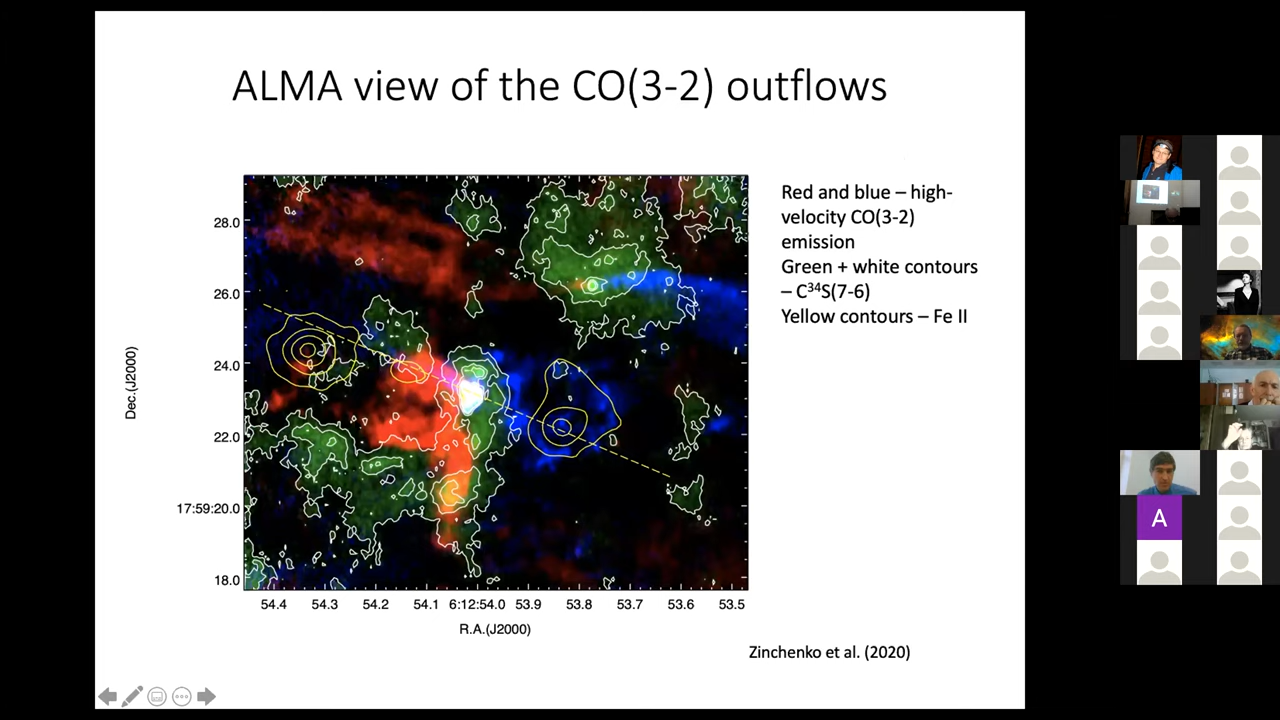 ALMA view of the CO(3-2) outflows
Red and blue – high-
velocity CO(3-2)
emission
Green + white contours
– C³⁴S(7-6)
Yellow contours – Fe II
28.0
26.0
24.0
22.0
17:59:20.0
18.0
Dec.(J2000)
54.4 54.3 54.2 54.1 6:12:54.0 53.9 53.8 53.7 53.6 53.5
R.A.(J2000)
Zinchenko et al. (2020)
A